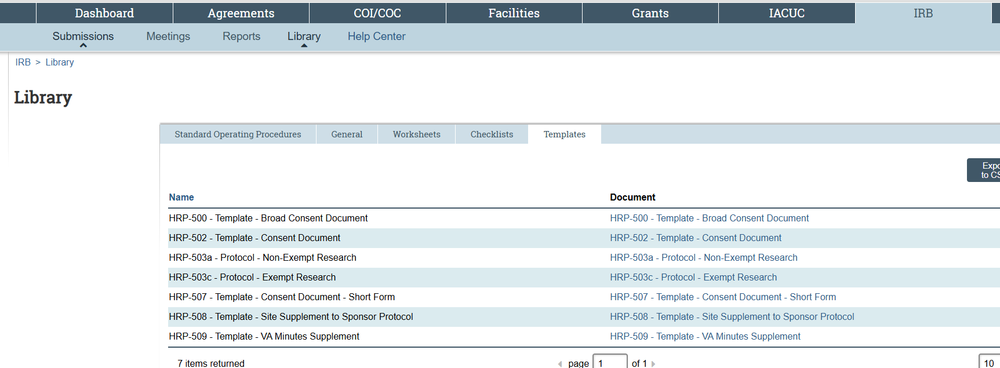 Dashboard Agreements COI/COC Facilities Grants IACUC IRB
Submissions Meetings Reports Library Help Center
IRB > Library
Library
Standard Operating Procedures General Worksheets Checklists Templates
Expo
to CS
Name Document
HRP-500 - Template - Broad Consent Document HRP-500 - Template - Broad Consent Document
HRP-502 - Template - Consent Document HRP-502 - Template - Consent Document
HRP-503a - Protocol - Non-Exempt Research HRP-503a - Protocol - Non-Exempt Research
HRP-503c - Protocol - Exempt Research HRP-503c - Protocol - Exempt Research
HRP-507 - Template - Consent Document - Short Form HRP-507 - Template - Consent Document - Short Form
HRP-508 - Template - Site Supplement to Sponsor Protocol HRP-508 - Template - Site Supplement to Sponsor Protocol
HRP-509 - Template - VA Minutes Supplement HRP-509 - Template - VA Minutes Supplement
7 items returned page 1 of 1 10